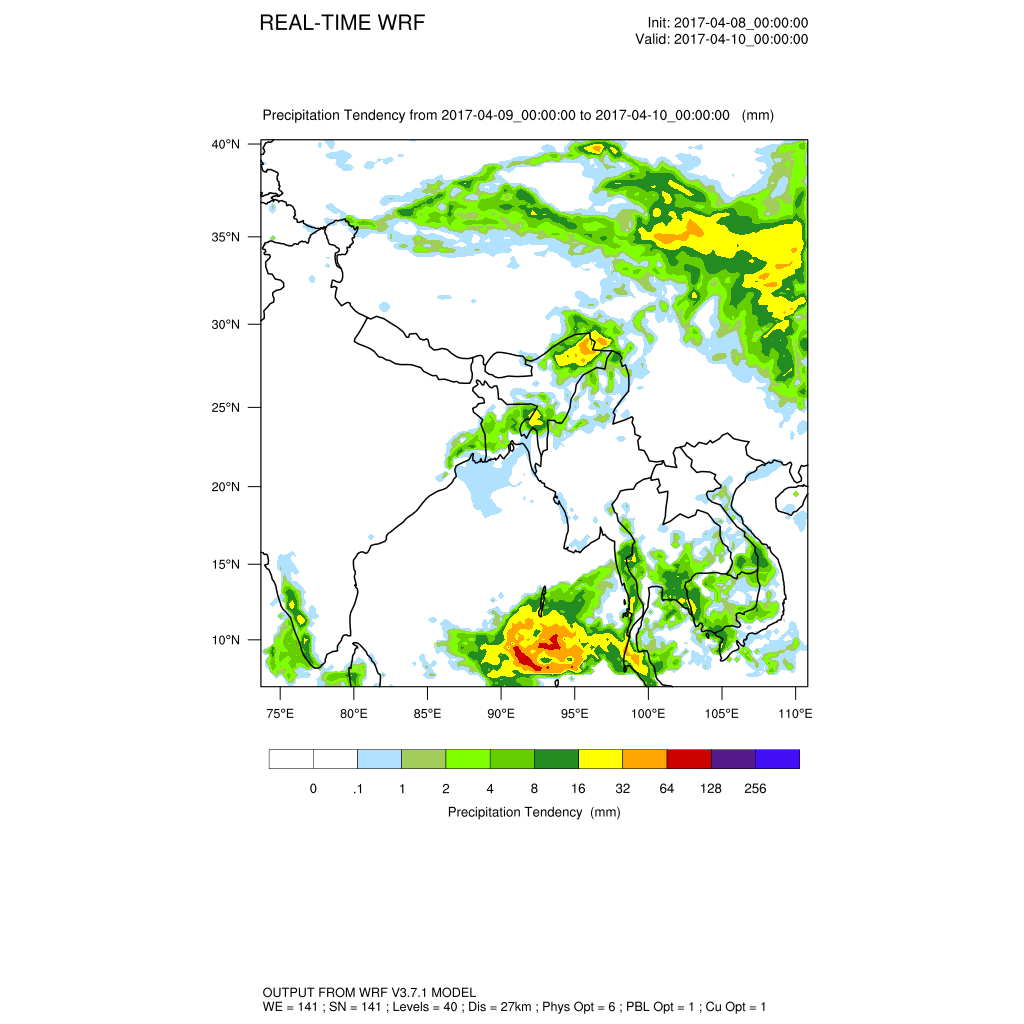 REAL-TIME WRF
Init: 2017-04-08_00:00:00
Valid: 2017-04-10_00:00:00
Precipitation Tendency from 2017-04-09_00:00:00 to 2017-04-10_00:00:00 (mm)
40°N
35°N
30°N
25°N
20°N
15°N
10°N
75°E 80°E 85°E 90°E 95°E 100°E 105°E 110°E
0 .1 1 2 4 8 16 32 64 128 256
Precipitation Tendency (mm)
OUTPUT FROM WRF V3.7.1 MODEL
WE = 141 ; SN = 141 ; Levels = 40 ; Dis = 27km ; Phys Opt = 6 ; PBL Opt = 1 ; Cu Opt = 1